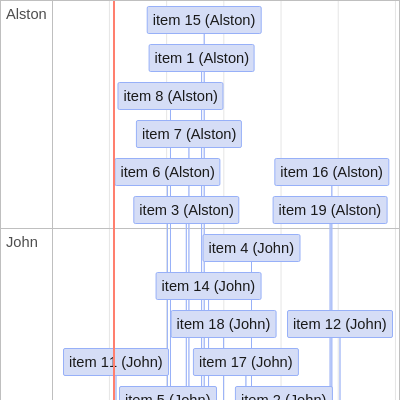 Alston
item 15 (Alston)
item 1 (Alston)
item 8 (Alston)
item 7 (Alston)
item 6 (Alston)
item 16 (Alston)
item 3 (Alston)
item 19 (Alston)
John
item 4 (John)
item 14 (John)
item 18 (John)
item 12 (John)
item 11 (John)
item 17 (John)
item 5 (John)
item 2 (John)